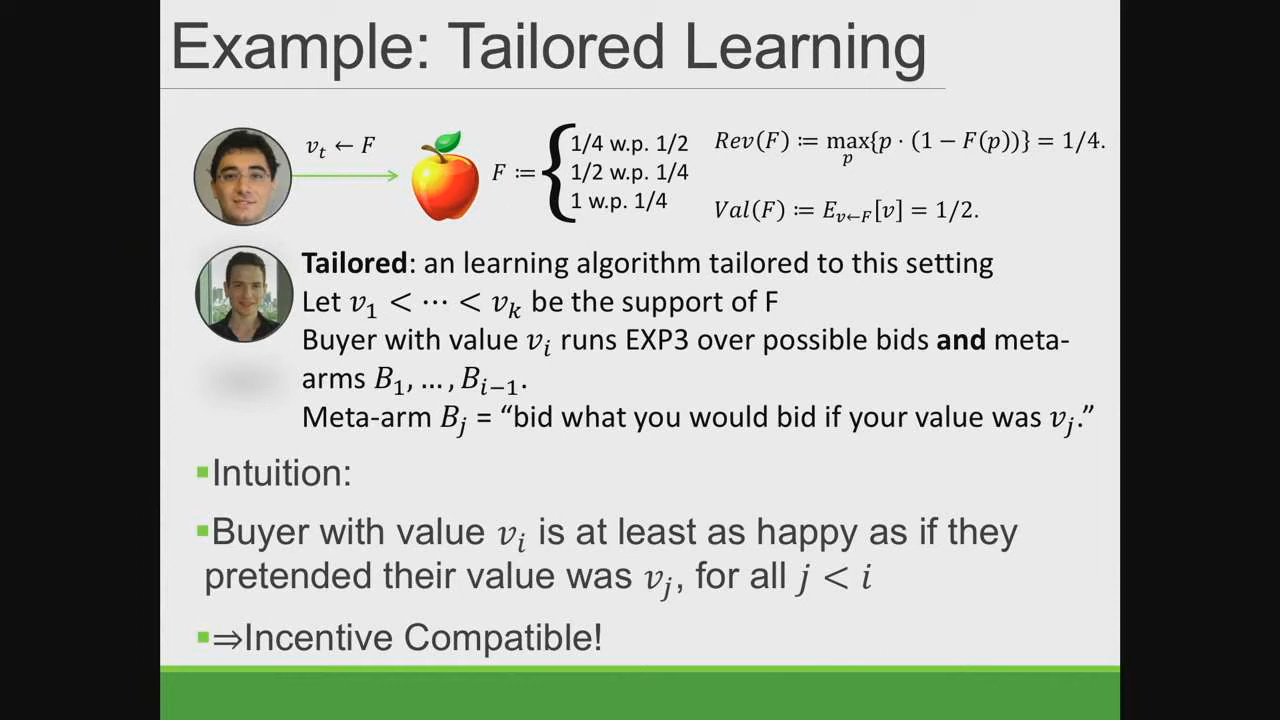 Example: Tailored Learning
v_t ← F
F ≔ {
1/4 w.p. 1/2
1/2 w.p. 1/4
1 w.p. 1/4
Rev(F) ≔ max_p{p · (1 − F(p))} = 1/4.
Val(F) ≔ E_{v←F}[v] = 1/2.
Tailored: an learning algorithm tailored to this setting
Let v_1 < ⋯ < v_k be the support of F
Buyer with value v_i runs EXP3 over possible bids and meta-
arms B_1, …, B_{i−1}.
Meta-arm B_j = “bid what you would bid if your value was v_j.”
▪Intuition:
▪Buyer with value v_i is at least as happy as if they
pretended their value was v_j, for all j < i
▪⇒Incentive Compatible!